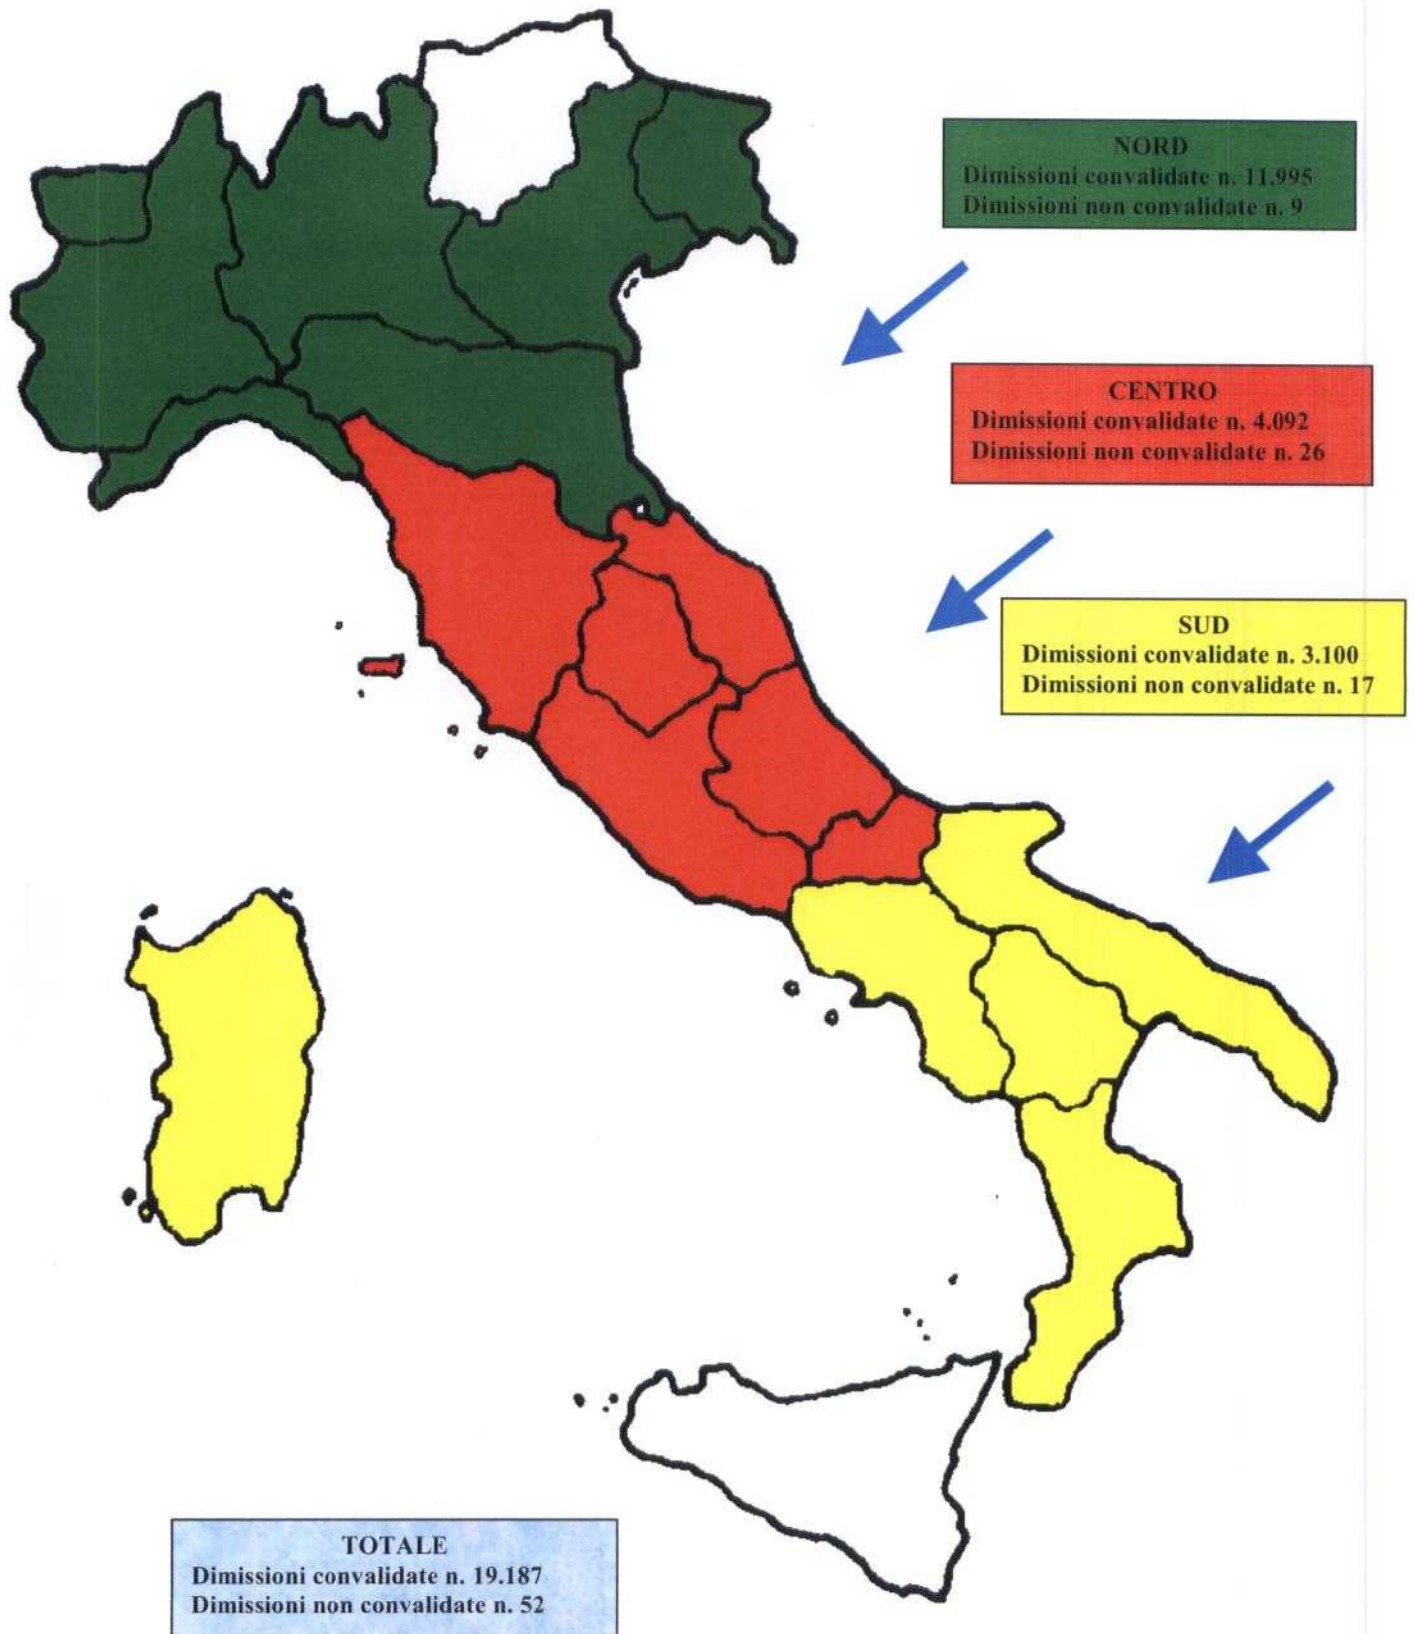 NORD
Dimissioni convalidate n. 11.995
Dimissioni non convalidate n. 9
CENTRO
Dimissioni convalidate n. 4.092
Dimissioni non convalidate n. 26
SUD
Dimissioni convalidate n. 3.100
Dimissioni non convalidate n. 17
TOTALE
Dimissioni convalidate n. 19.187
Dimissioni non convalidate n. 52